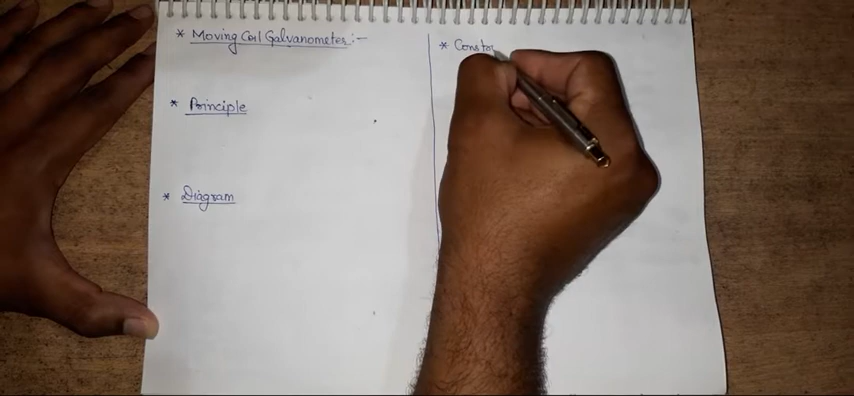 * Moving Coil Galvanometer :-
* Principle
* Diagram
* Constr